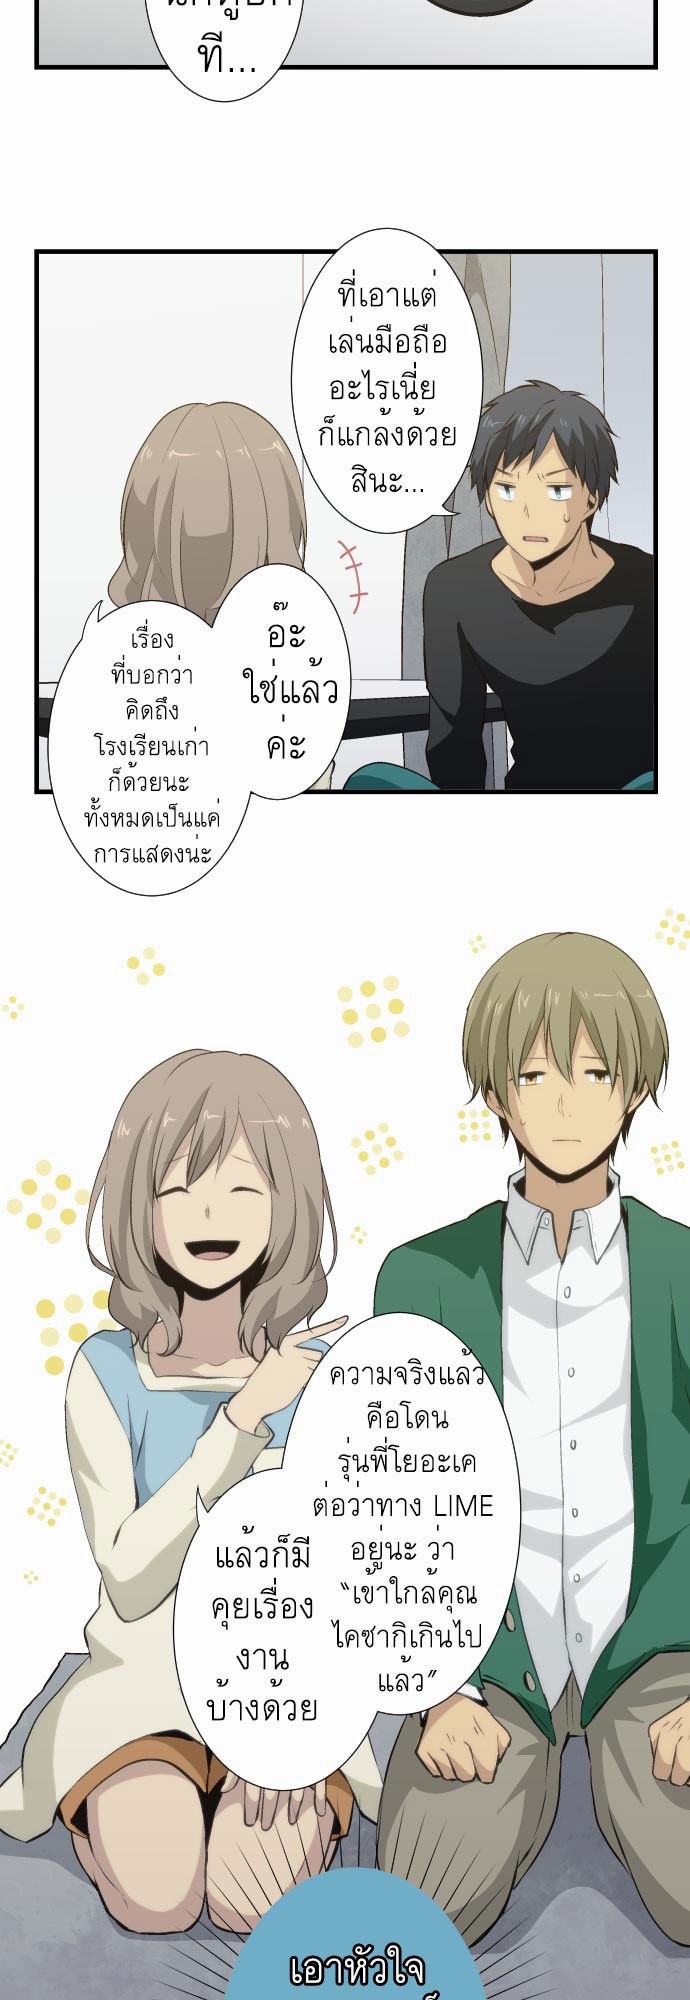 ที...
ที่เอาแต่
เล่นมือถือ
อะไรเนี่ย
ก็แกล้งด้วย
สินะ...
อ๊ะ
ใช่แล้ว
ค่ะ
เรื่อง
ที่บอกว่า
คิดถึง
โรงเรียนเก่า
ก็ด้วยนะ
ทั้งหมดเป็นแค่
การแสดงน่ะ
ความจริงแล้ว
คือโดน
รุ่นพี่โยอะเค
ต่อว่าทาง LIME
อยู่นะ ว่า
“เข้าใกล้คุณ
ไคซากิเกินไป
แล้ว”
แล้วก็มี
คุยเรื่อง
งาน
บ้างด้วย
เอาหัวใจ